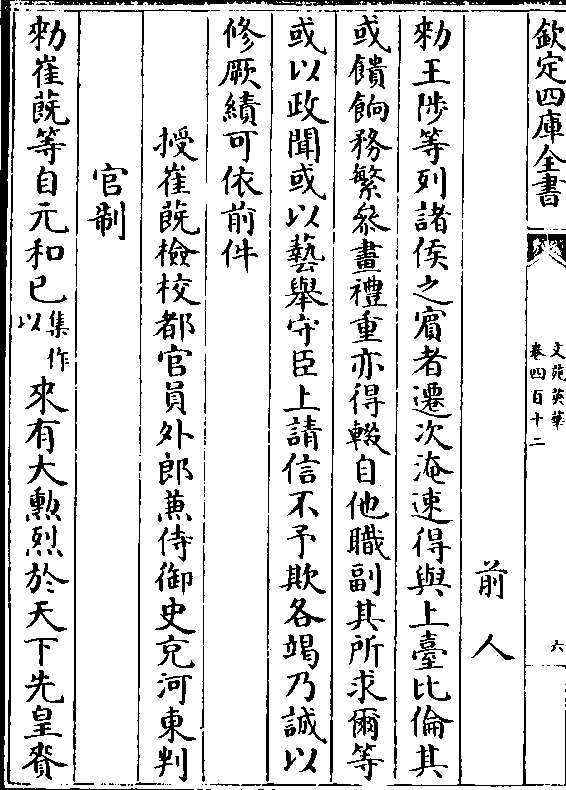 欽定四庫全書
文苑英華
卷四百十二
六
前人
勑王陟等列諸侯之賓者遷次淹速得與上臺比倫其
或饋餉務繁叅畫禮重亦得輟自他職副其所求爾等
或以政聞或以藝舉守臣上請信不予欺各竭乃誠以
修厥績可依前件
授崔蕆檢校都官員外郎兼侍御史充河東判
官制
勑崔蕆等自元和已集作以來有大勲烈於天下先皇賚